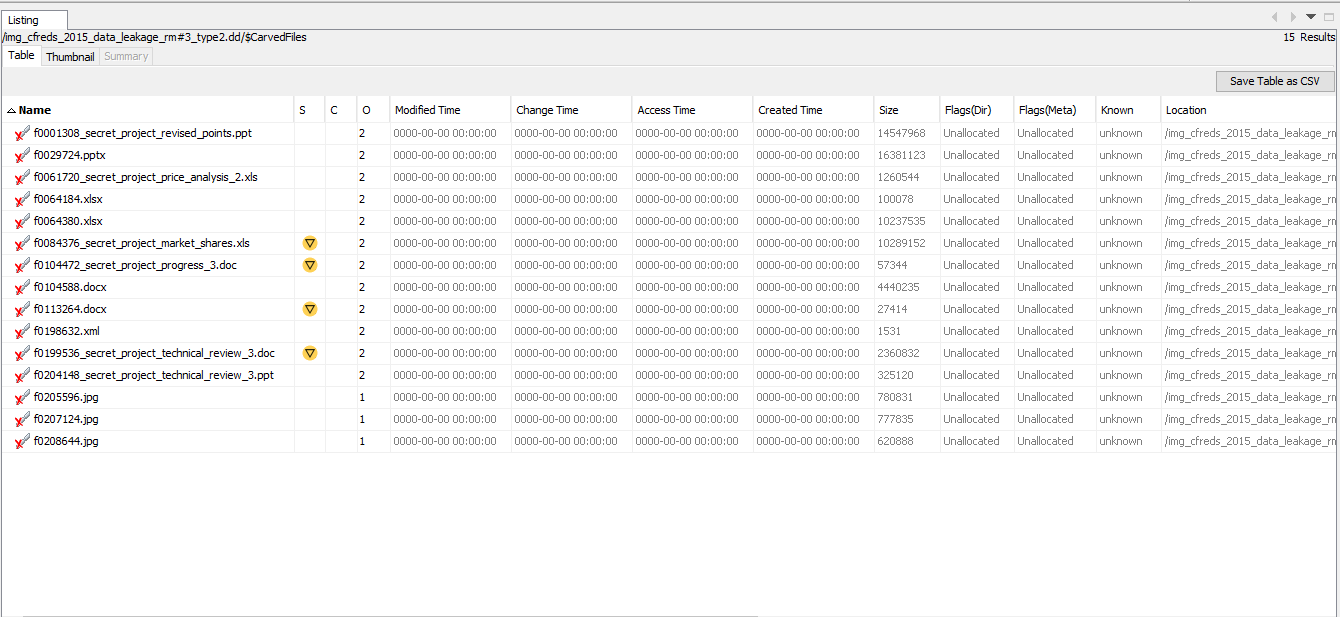 Listing
/img_cfreds_2015_data_leakage_rm#3_type2.dd/$CarvedFiles 15 Results
Table Thumbnail Summary
Save Table as CSV
Name S C O Modified Time Change Time Access Time Created Time Size Flags(Dir) Flags(Meta) Known Location
f0001308_secret_project_revised_points.ppt 2 0000-00-00 00:00:00 0000-00-00 00:00:00 0000-00-00 00:00:00 0000-00-00 00:00:00 14547968 Unallocated Unallocated unknown /img_cfreds_2015_data_leakage_rm
f0029724.pptx 2 0000-00-00 00:00:00 0000-00-00 00:00:00 0000-00-00 00:00:00 0000-00-00 00:00:00 16381123 Unallocated Unallocated unknown /img_cfreds_2015_data_leakage_rm
f0061720_secret_project_price_analysis_2.xls 2 0000-00-00 00:00:00 0000-00-00 00:00:00 0000-00-00 00:00:00 0000-00-00 00:00:00 1260544 Unallocated Unallocated unknown /img_cfreds_2015_data_leakage_rm
f0064184.xlsx 2 0000-00-00 00:00:00 0000-00-00 00:00:00 0000-00-00 00:00:00 0000-00-00 00:00:00 100078 Unallocated Unallocated unknown /img_cfreds_2015_data_leakage_rm
f0064380.xlsx 2 0000-00-00 00:00:00 0000-00-00 00:00:00 0000-00-00 00:00:00 0000-00-00 00:00:00 10237535 Unallocated Unallocated unknown /img_cfreds_2015_data_leakage_rm
f0084376_secret_project_market_shares.xls 2 0000-00-00 00:00:00 0000-00-00 00:00:00 0000-00-00 00:00:00 0000-00-00 00:00:00 10289152 Unallocated Unallocated unknown /img_cfreds_2015_data_leakage_rm
f0104472_secret_project_progress_3.doc 2 0000-00-00 00:00:00 0000-00-00 00:00:00 0000-00-00 00:00:00 0000-00-00 00:00:00 57344 Unallocated Unallocated unknown /img_cfreds_2015_data_leakage_rm
f0104588.docx 2 0000-00-00 00:00:00 0000-00-00 00:00:00 0000-00-00 00:00:00 0000-00-00 00:00:00 4440235 Unallocated Unallocated unknown /img_cfreds_2015_data_leakage_rm
f0113264.docx 2 0000-00-00 00:00:00 0000-00-00 00:00:00 0000-00-00 00:00:00 0000-00-00 00:00:00 27414 Unallocated Unallocated unknown /img_cfreds_2015_data_leakage_rm
f0198632.xml 2 0000-00-00 00:00:00 0000-00-00 00:00:00 0000-00-00 00:00:00 0000-00-00 00:00:00 1531 Unallocated Unallocated unknown /img_cfreds_2015_data_leakage_rm
f0199536_secret_project_technical_review_3.doc 2 0000-00-00 00:00:00 0000-00-00 00:00:00 0000-00-00 00:00:00 0000-00-00 00:00:00 2360832 Unallocated Unallocated unknown /img_cfreds_2015_data_leakage_rm
f0204148_secret_project_technical_review_3.ppt 2 0000-00-00 00:00:00 0000-00-00 00:00:00 0000-00-00 00:00:00 0000-00-00 00:00:00 325120 Unallocated Unallocated unknown /img_cfreds_2015_data_leakage_rm
f0205596.jpg 1 0000-00-00 00:00:00 0000-00-00 00:00:00 0000-00-00 00:00:00 0000-00-00 00:00:00 780831 Unallocated Unallocated unknown /img_cfreds_2015_data_leakage_rm
f0207124.jpg 1 0000-00-00 00:00:00 0000-00-00 00:00:00 0000-00-00 00:00:00 0000-00-00 00:00:00 777835 Unallocated Unallocated unknown /img_cfreds_2015_data_leakage_rm
f0208644.jpg 1 0000-00-00 00:00:00 0000-00-00 00:00:00 0000-00-00 00:00:00 0000-00-00 00:00:00 620888 Unallocated Unallocated unknown /img_cfreds_2015_data_leakage_rm